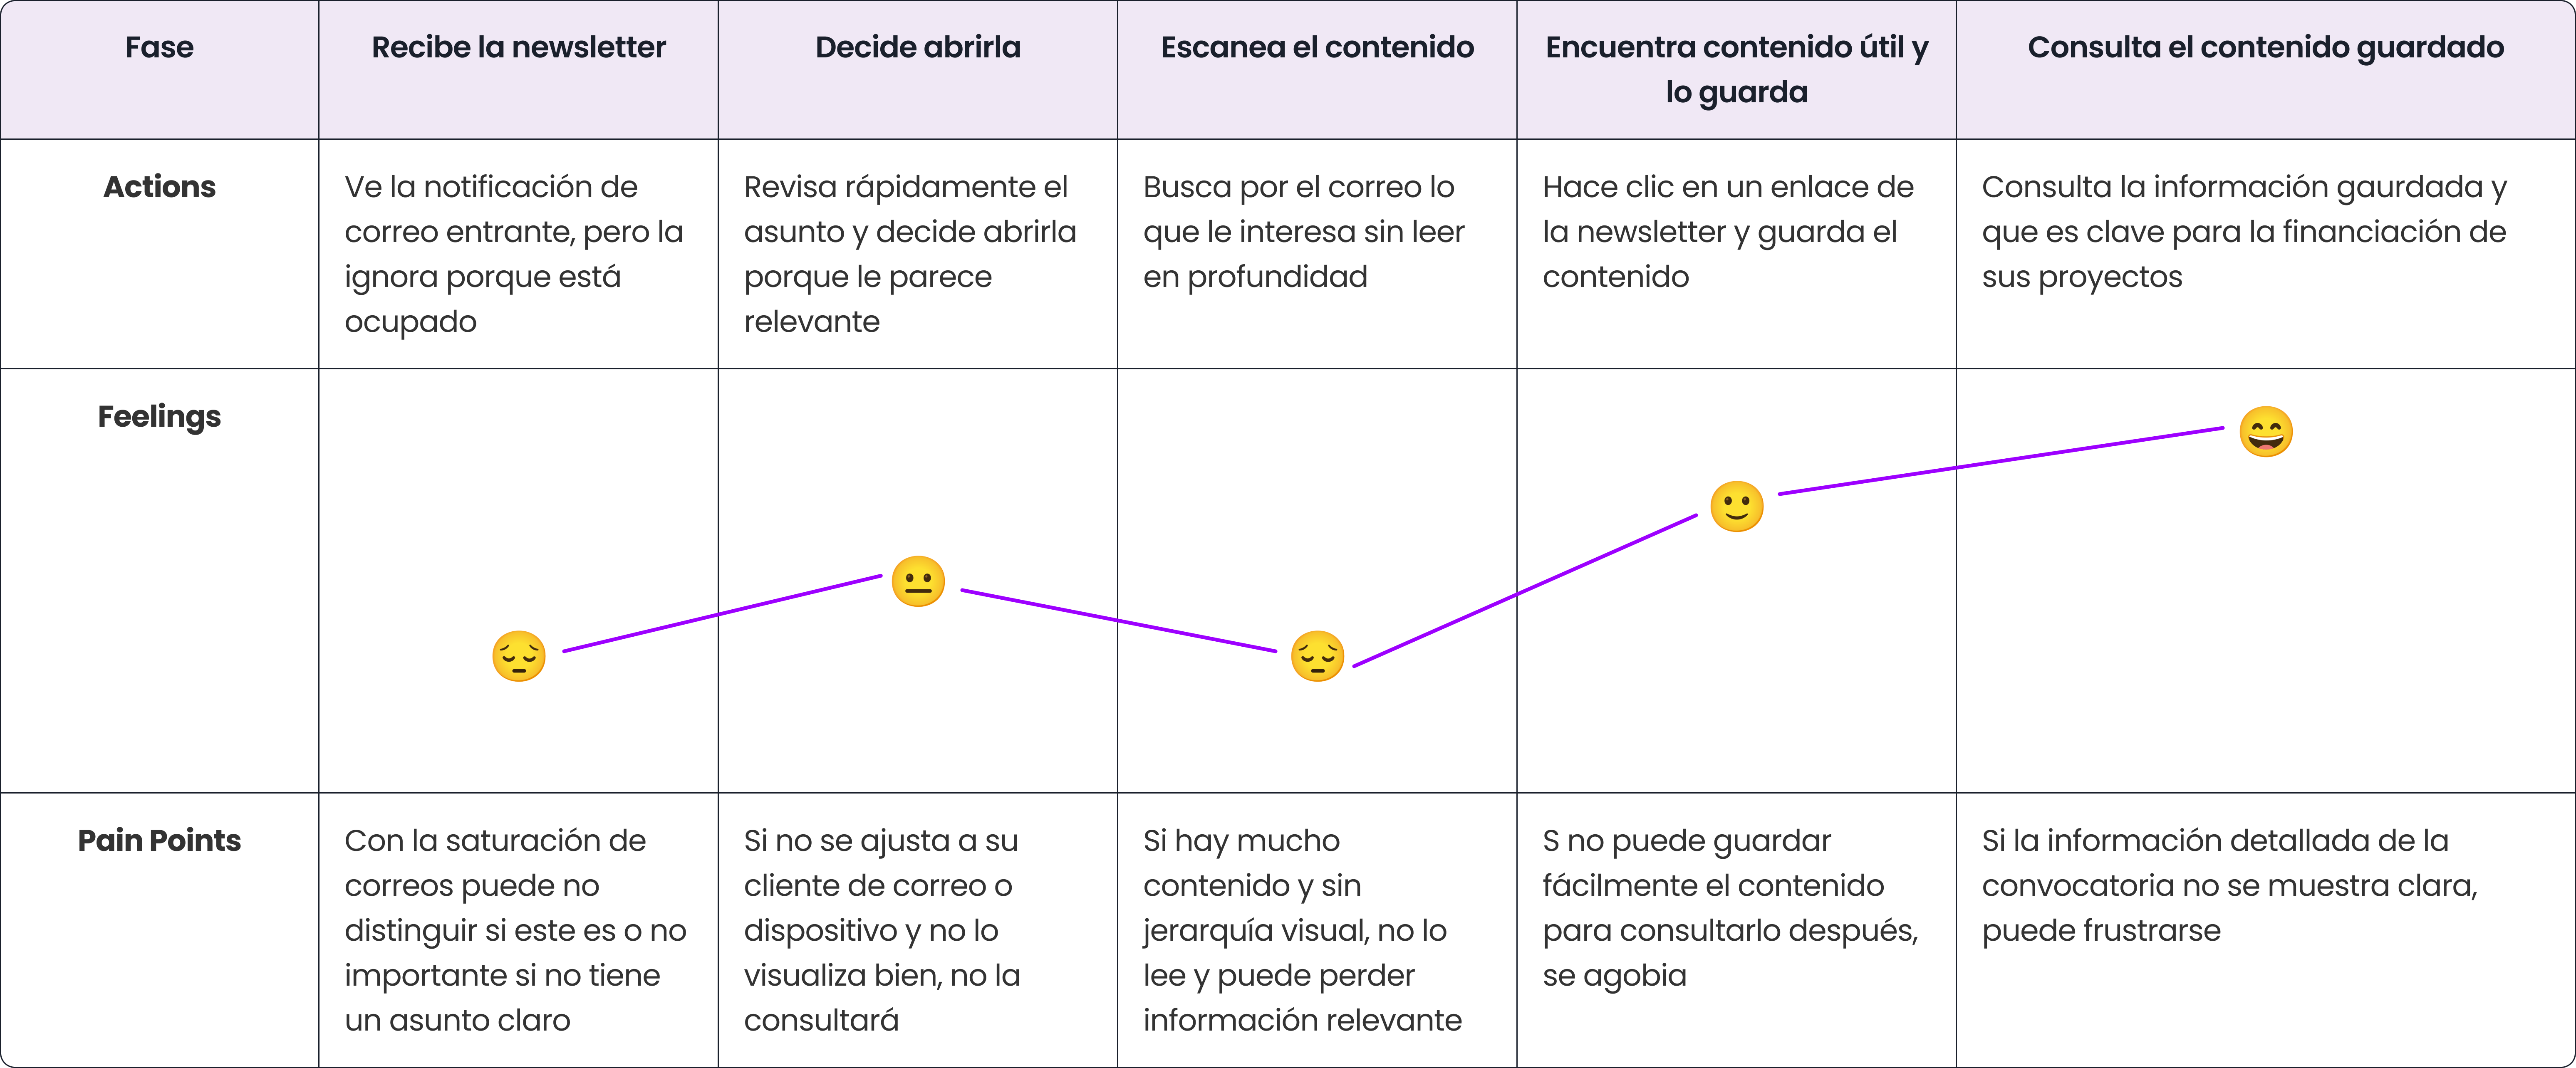 Fase
Recibe la newsletter
Decide abrirla
Escanea el contenido
Encuentra contenido útil y
lo guarda
Consulta el contenido guardado
Actions
Ve la notificación de
correo entrante, pero la
ignora porque está
ocupado
Revisa rápidamente el
asunto y decide abrirla
porque le parece
relevante
Busca por el correo lo
que le interesa sin leer
en profundidad
Hace clic en un enlace de
la newsletter y guarda el
contenido
Consulta la información gaurdada y
que es clave para la financiación de
sus proyectos
Feelings
Pain Points
Con la saturación de
correos puede no
distinguir si este es o no
importante si no tiene
un asunto claro
Si no se ajusta a su
cliente de correo o
dispositivo y no lo
visualiza bien, no la
consultará
Si hay mucho
contenido y sin
jerarquía visual, no lo
lee y puede perder
información relevante
S no puede guardar
fácilmente el contenido
para consultarlo después,
se agobia
Si la información detallada de la
convocatoria no se muestra clara,
puede frustrarse